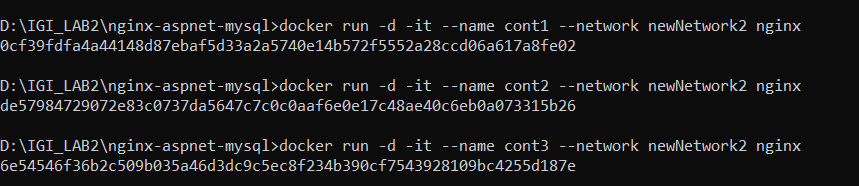 D:\IGI_LAB2\nginx-aspnet-mysql>docker run -d -it --name cont1 --network newNetwork2 nginx
0cf39fdfa4a44148d87ebaf5d33a2a5740e14b572f5552a28ccd06a617a8fe02
D:\IGI_LAB2\nginx-aspnet-mysql>docker run -d -it --name cont2 --network newNetwork2 nginx
de57984729072e83c0737da5647c7c0c0aaf6e0e17c48ae40c6eb0a073315b26
D:\IGI_LAB2\nginx-aspnet-mysql>docker run -d -it --name cont3 --network newNetwork2 nginx
6e54546f36b2c509b035a46d3dc9c5ec8f234b390cf7543928109bc4255d187e